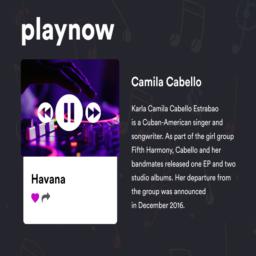 playnow
Camila Cabello
Karla Camila Cabello Estrabao
is a Cuban-American singer and
songwriter. As part of the girl group
Fifth Harmony, Cabello and her
bandmates released one EP and two
studio albums. Her departure from
the group was announced
in December 2016.
Havana